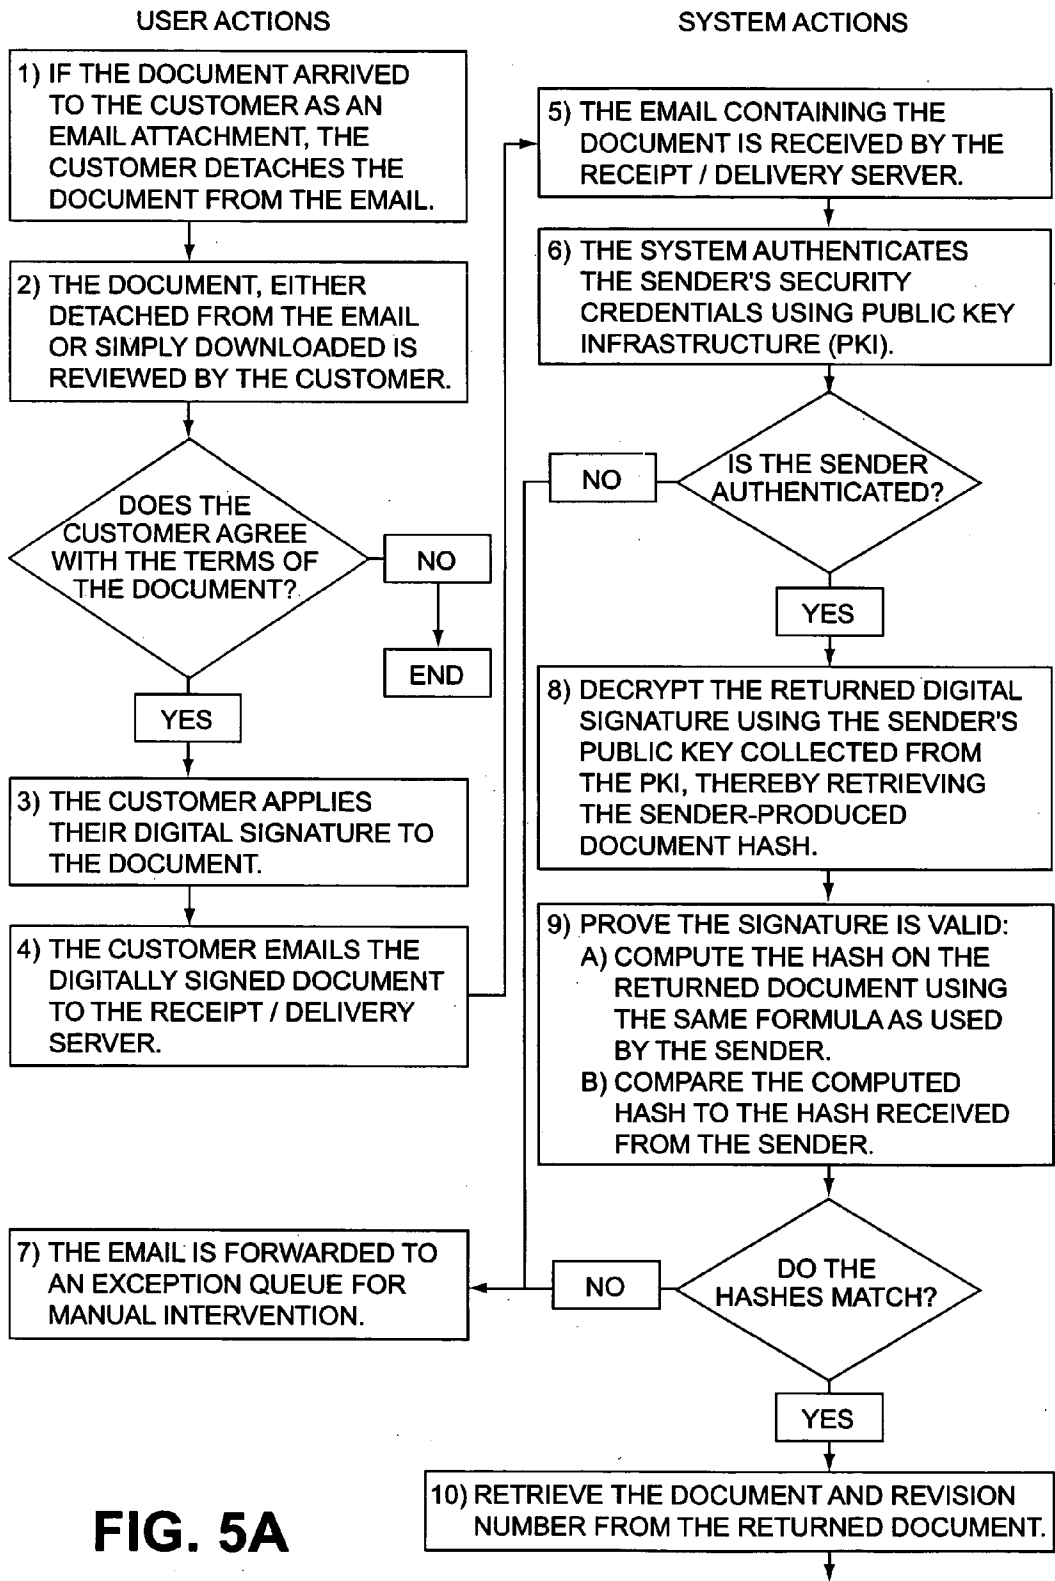 USER ACTIONS
1) IF THE DOCUMENT ARRIVED
TO THE CUSTOMER AS AN
EMAIL ATTACHMENT, THE
CUSTOMER DETACHES THE
DOCUMENT FROM THE EMAIL.
2) THE DOCUMENT, EITHER
DETACHED FROM THE EMAIL
OR SIMPLY DOWNLOADED IS
REVIEWED BY THE CUSTOMER.
DOES THE
CUSTOMER AGREE
WITH THE TERMS OF
THE DOCUMENT?
NO
END
YES
3) THE CUSTOMER APPLIES
THEIR DIGITAL SIGNATURE TO
THE DOCUMENT.
4) THE CUSTOMER EMAILS THE
DIGITALLY SIGNED DOCUMENT
TO THE RECEIPT / DELIVERY
SERVER.
SYSTEM ACTIONS
5) THE EMAIL CONTAINING THE
DOCUMENT IS RECEIVED BY THE
RECEIPT / DELIVERY SERVER.
6) THE SYSTEM AUTHENTICATES
THE SENDER'S SECURITY
CREDENTIALS USING PUBLIC KEY
INFRASTRUCTURE (PKI).
IS THE SENDER
AUTHENTICATED?
NO
YES
7) THE EMAIL IS FORWARDED TO
AN EXCEPTION QUEUE FOR
MANUAL INTERVENTION.
8) DECRYPT THE RETURNED DIGITAL
SIGNATURE USING THE SENDER'S
PUBLIC KEY COLLECTED FROM
THE PKI, THEREBY RETRIEVING
THE SENDER-PRODUCED
DOCUMENT HASH.
9) PROVE THE SIGNATURE IS VALID:
A) COMPUTE THE HASH ON THE
RETURNED DOCUMENT USING
THE SAME FORMULA AS USED
BY THE SENDER.
B) COMPARE THE COMPUTED
HASH TO THE HASH RECEIVED
FROM THE SENDER.
DO THE
HASHES MATCH?
NO
YES
10) RETRIEVE THE DOCUMENT AND REVISION
NUMBER FROM THE RETURNED DOCUMENT.
FIG. 5A